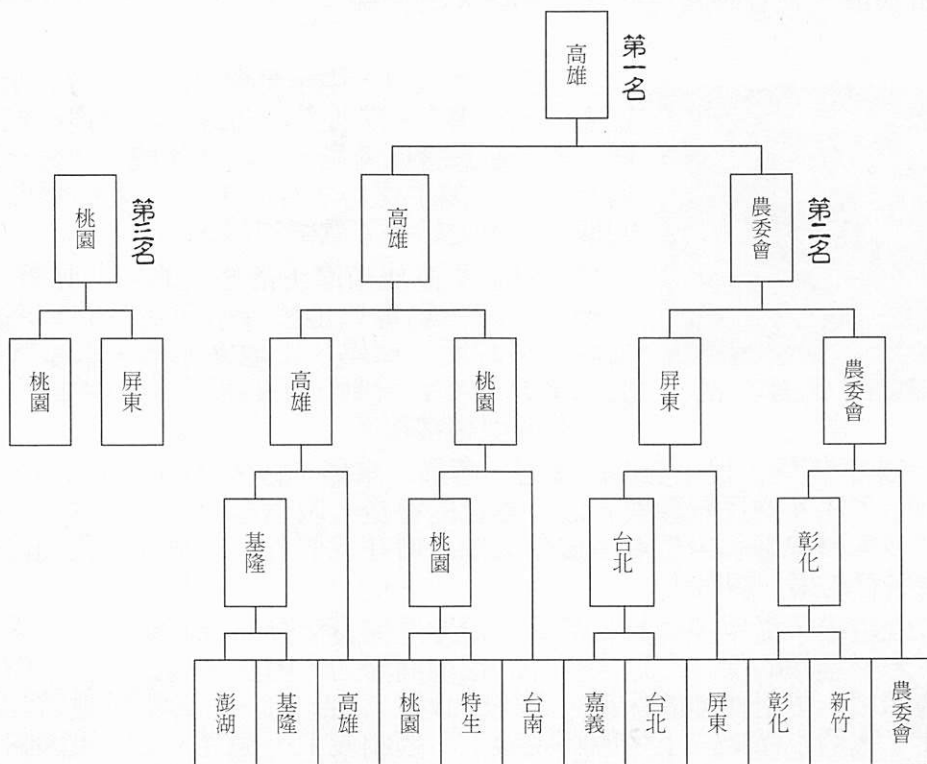 高雄
第一名
桃園
第三名
高雄
農委會
第二名
桃園
屏東
高雄
桃園
屏東
農委會
基隆
桃園
台北
彰化
澎湖
基隆
高雄
桃園
特生
台南
嘉義
台北
屏東
彰化
新竹
農委會